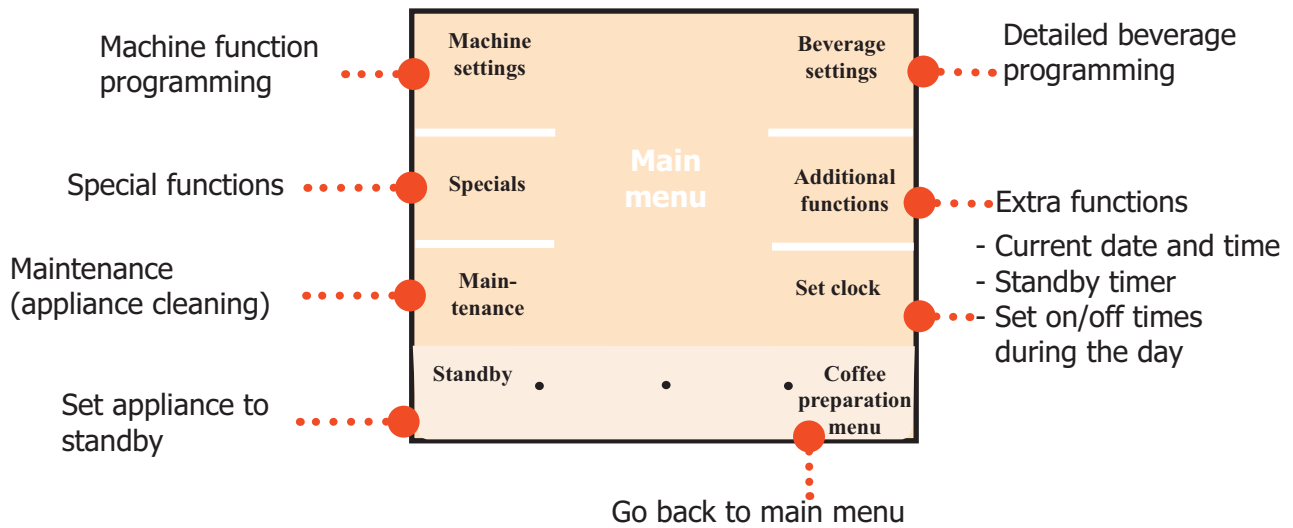 Machine function
programming
Machine
settings
Beverage
settings
Detailed beverage
programming
Special functions
Specials
Main
menu
Additional
functions
Extra functions
Maintenance
(appliance cleaning)
Main-
tenance
Set clock
- Current date and time
- Standby timer
- Set on/off times
during the day
Set appliance to
standby
Standby
Coffee
preparation
menu
Go back to main menu